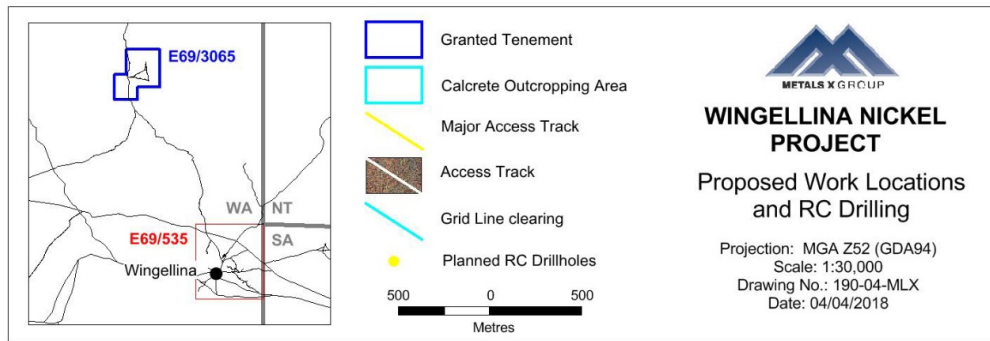 E69/3065
WA
NT
SA
E69/535
Wingellina
Granted Tenement
Calcrete Outcropping Area
Major Access Track
Access Track
Grid Line clearing
Planned RC Drillholes
500 0 500
Metres
METALS X GROUP
WINGELLINA NICKEL
PROJECT
Proposed Work Locations
and RC Drilling
Projection: MGA Z52 (GDA94)
Scale: 1:30,000
Drawing No.: 190-04-MLX
Date: 04/04/2018